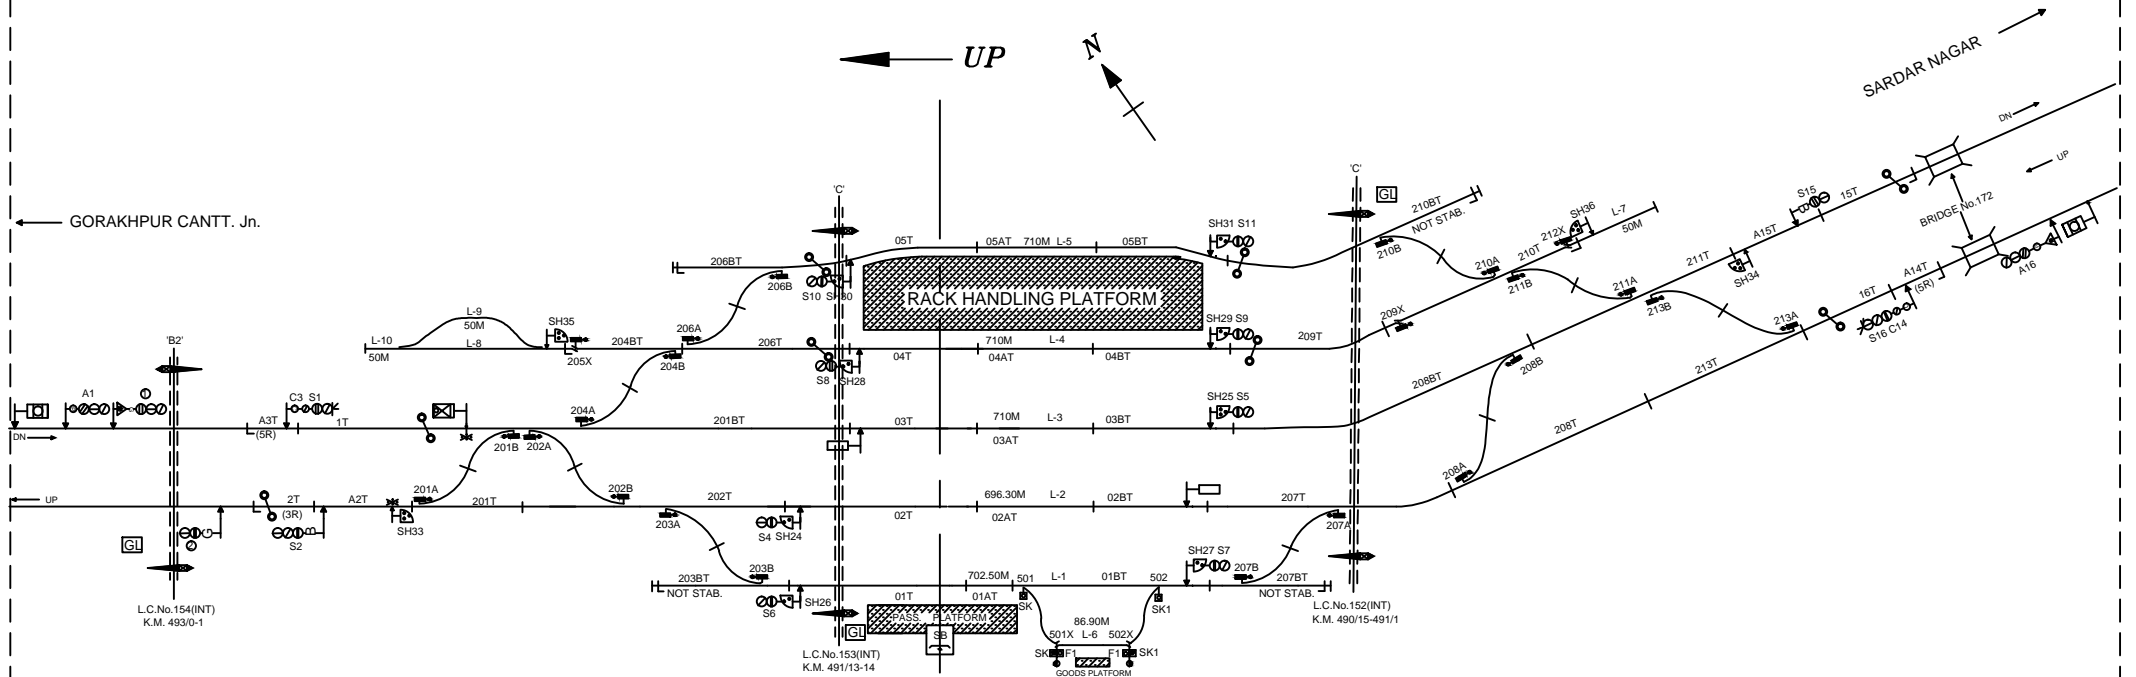 UP
N
SARDAR NAGAR
DN
UP
BRIDGE No.172
GORAKHPUR CANTT. Jn.
'C'
'C'
GL
210BT
NOT STAB.
SH36
L-7
50M
212X
210T
210B
210A
211B
211A
213B
213A
211T
SH34
A15T
S15
B
15T
A16
A14T
(5R)
16T
S16 C14
SH31 S11
05T
05AT
710M
L-5
05BT
206BT
206B
S10
SH30
RACK HANDLING PLATFORM
L-9
50M
SH35
L-10
L-8
50M
205X
204BT
206A
204B
206T
S8
SH28
04T
710M
L-4
04AT
04BT
SH29 S9
209T
209X
'B2'
A1
1
C3 S1
A3T
(5R)
1T
DN
204A
201B
202A
201BT
03T
710M
L-3
03AT
03BT
SH25 S5
208BT
208B
213T
208T
208A
UP
2T
(3R)
A2T
201A
201T
202B
202T
GL
2
G
S2
B
SH33
203A
S4
SH24
02T
696.30M
L-2
02AT
02BT
207T
207A
203BT
NOT STAB.
203B
S6
SH26
01T
01AT
702.50M
501
L-1
01BT
502
SH27 S7
207B
207BT
NOT STAB.
SK
SK1
PASS. PLATFORM
SB
GL
86.90M
501X
L-6
502X
SK
F1
F1
SK1
GOODS PLATFORM
L.C.No.154(INT)
K.M. 493/0-1
L.C.No.153(INT)
K.M. 491/13-14
L.C.No.152(INT)
K.M. 490/15-491/1